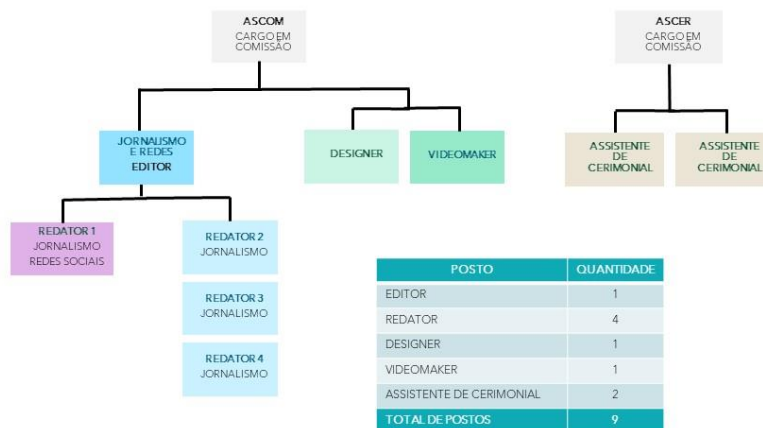 ASCOM
CARGO EM
COMISSÃO
ASCER
CARGO EM
COMISSÃO
JORNALISMO
E REDES
EDITOR
DESIGNER
VIDEOMAKER
ASSISTENTE
DE
CERIMONIAL
ASSISTENTE
DE
CERIMONIAL
REDATOR 1
JORNALISMO
REDES SOCIAIS
REDATOR 2
JORNALISMO
REDATOR 3
JORNALISMO
REDATOR 4
JORNALISMO
POSTO QUANTIDADE
EDITOR 1
REDATOR 4
DESIGNER 1
VIDEOMAKER 1
ASSISTENTE DE CERIMONIAL 2
TOTAL DE POSTOS 9